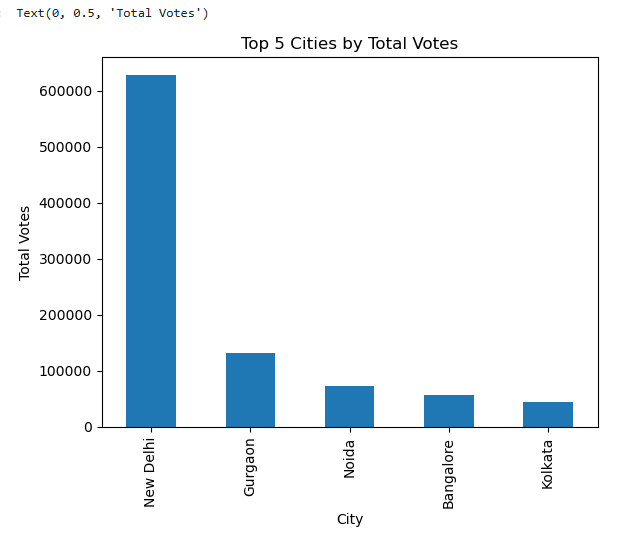 Text(0, 0.5, 'Total Votes')
Top 5 Cities by Total Votes
Total Votes
600000
500000
400000
300000
200000
100000
0
New Delhi
Gurgaon
Noida
Bangalore
Kolkata
City